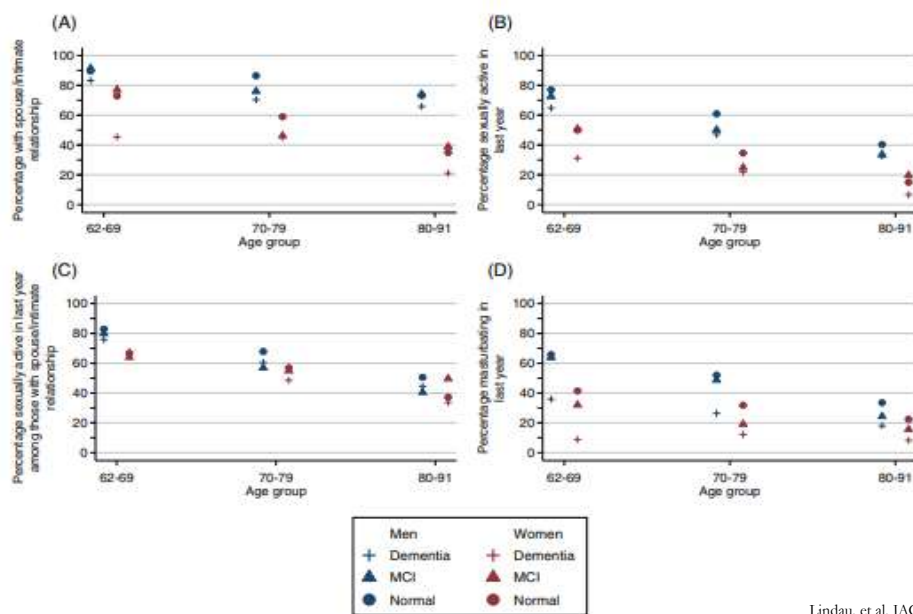 (A)
Percentage with spouse/intimate
relationship
100
80
60
40
20
0
62-69
70-79
80-91
Age group
(B)
Percentage sexually active in
last year
100
80
60
40
20
0
62-69
70-79
80-91
Age group
(C)
Percentage sexually active in last year
among those with spouse/intimate
relationship
100
80
60
40
20
0
62-69
70-79
80-91
Age group
(D)
Percentage masturbating in
last year
100
80
60
40
20
0
62-69
70-79
80-91
Age group
Men Women
Dementia Dementia
MCI MCI
Normal Normal
Lindau, et al. JAG